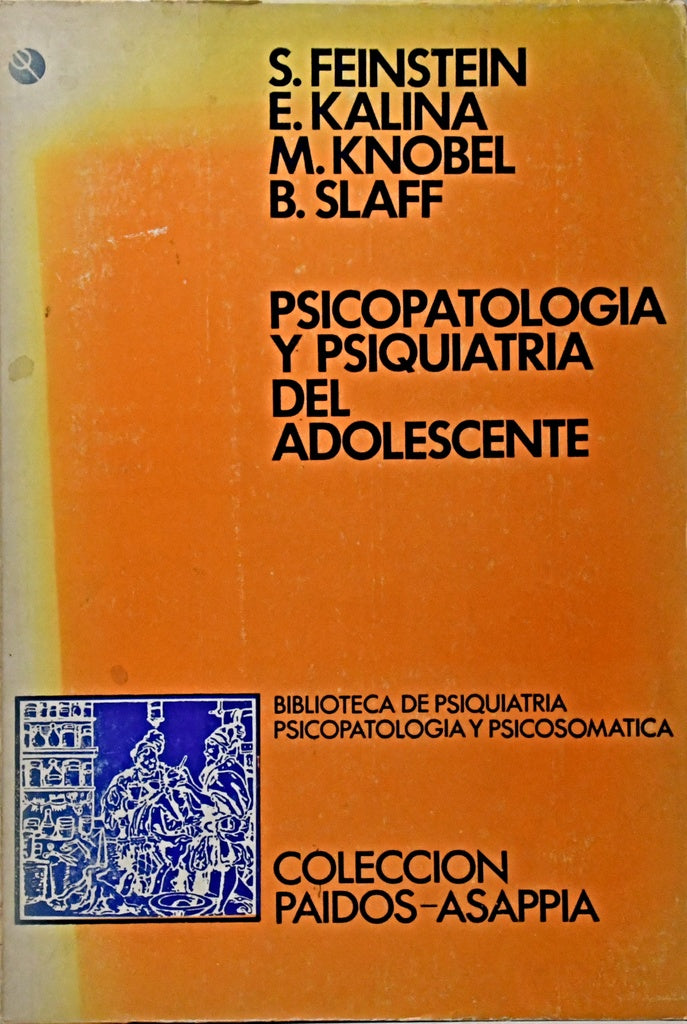 S. FEINSTEIN
E. KALINA
M. KNOBEL
B. SLAFF
PSICOPATOLOGIA
Y PSIQUIATRIA
DEL
ADOLESCENTE
BIBLIOTECA DE PSIQUIATRIA
PSICOPATOLOGIA Y PSICOSOMATICA
COLECCION
PAIDOS-ASAPPIA